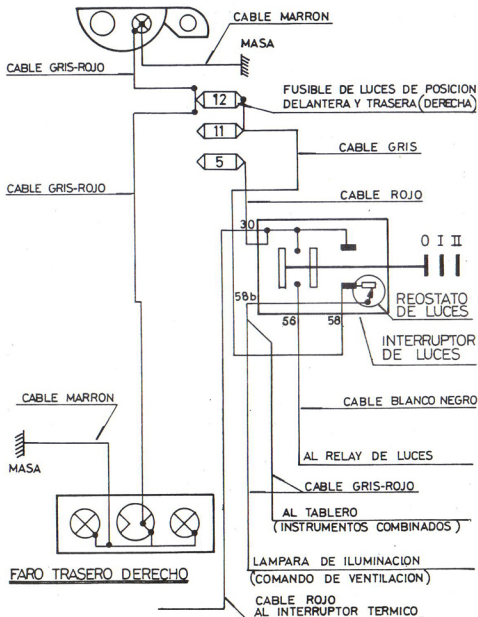 CABLE MARRON
MASA
CABLE GRIS-ROJO
12
FUSIBLE DE LUCES DE POSICION
DELANTERA Y TRASERA (DERECHA)
11
CABLE GRIS
5
CABLE GRIS-ROJO
CABLE ROJO
30
O I II
58b
56
58
REOSTATO
DE LUCES
INTERRUPTOR
DE LUCES
CABLE MARRON
CABLE BLANCO NEGRO
MASA
AL RELAY DE LUCES
CABLE GRIS-ROJO
AL TABLERO
(INSTRUMENTOS COMBINADOS)
FARO TRASERO DERECHO
LAMPARA DE ILUMINACION
(COMANDO DE VENTILACION)
CABLE ROJO
AL INTERRUPTOR TERMICO